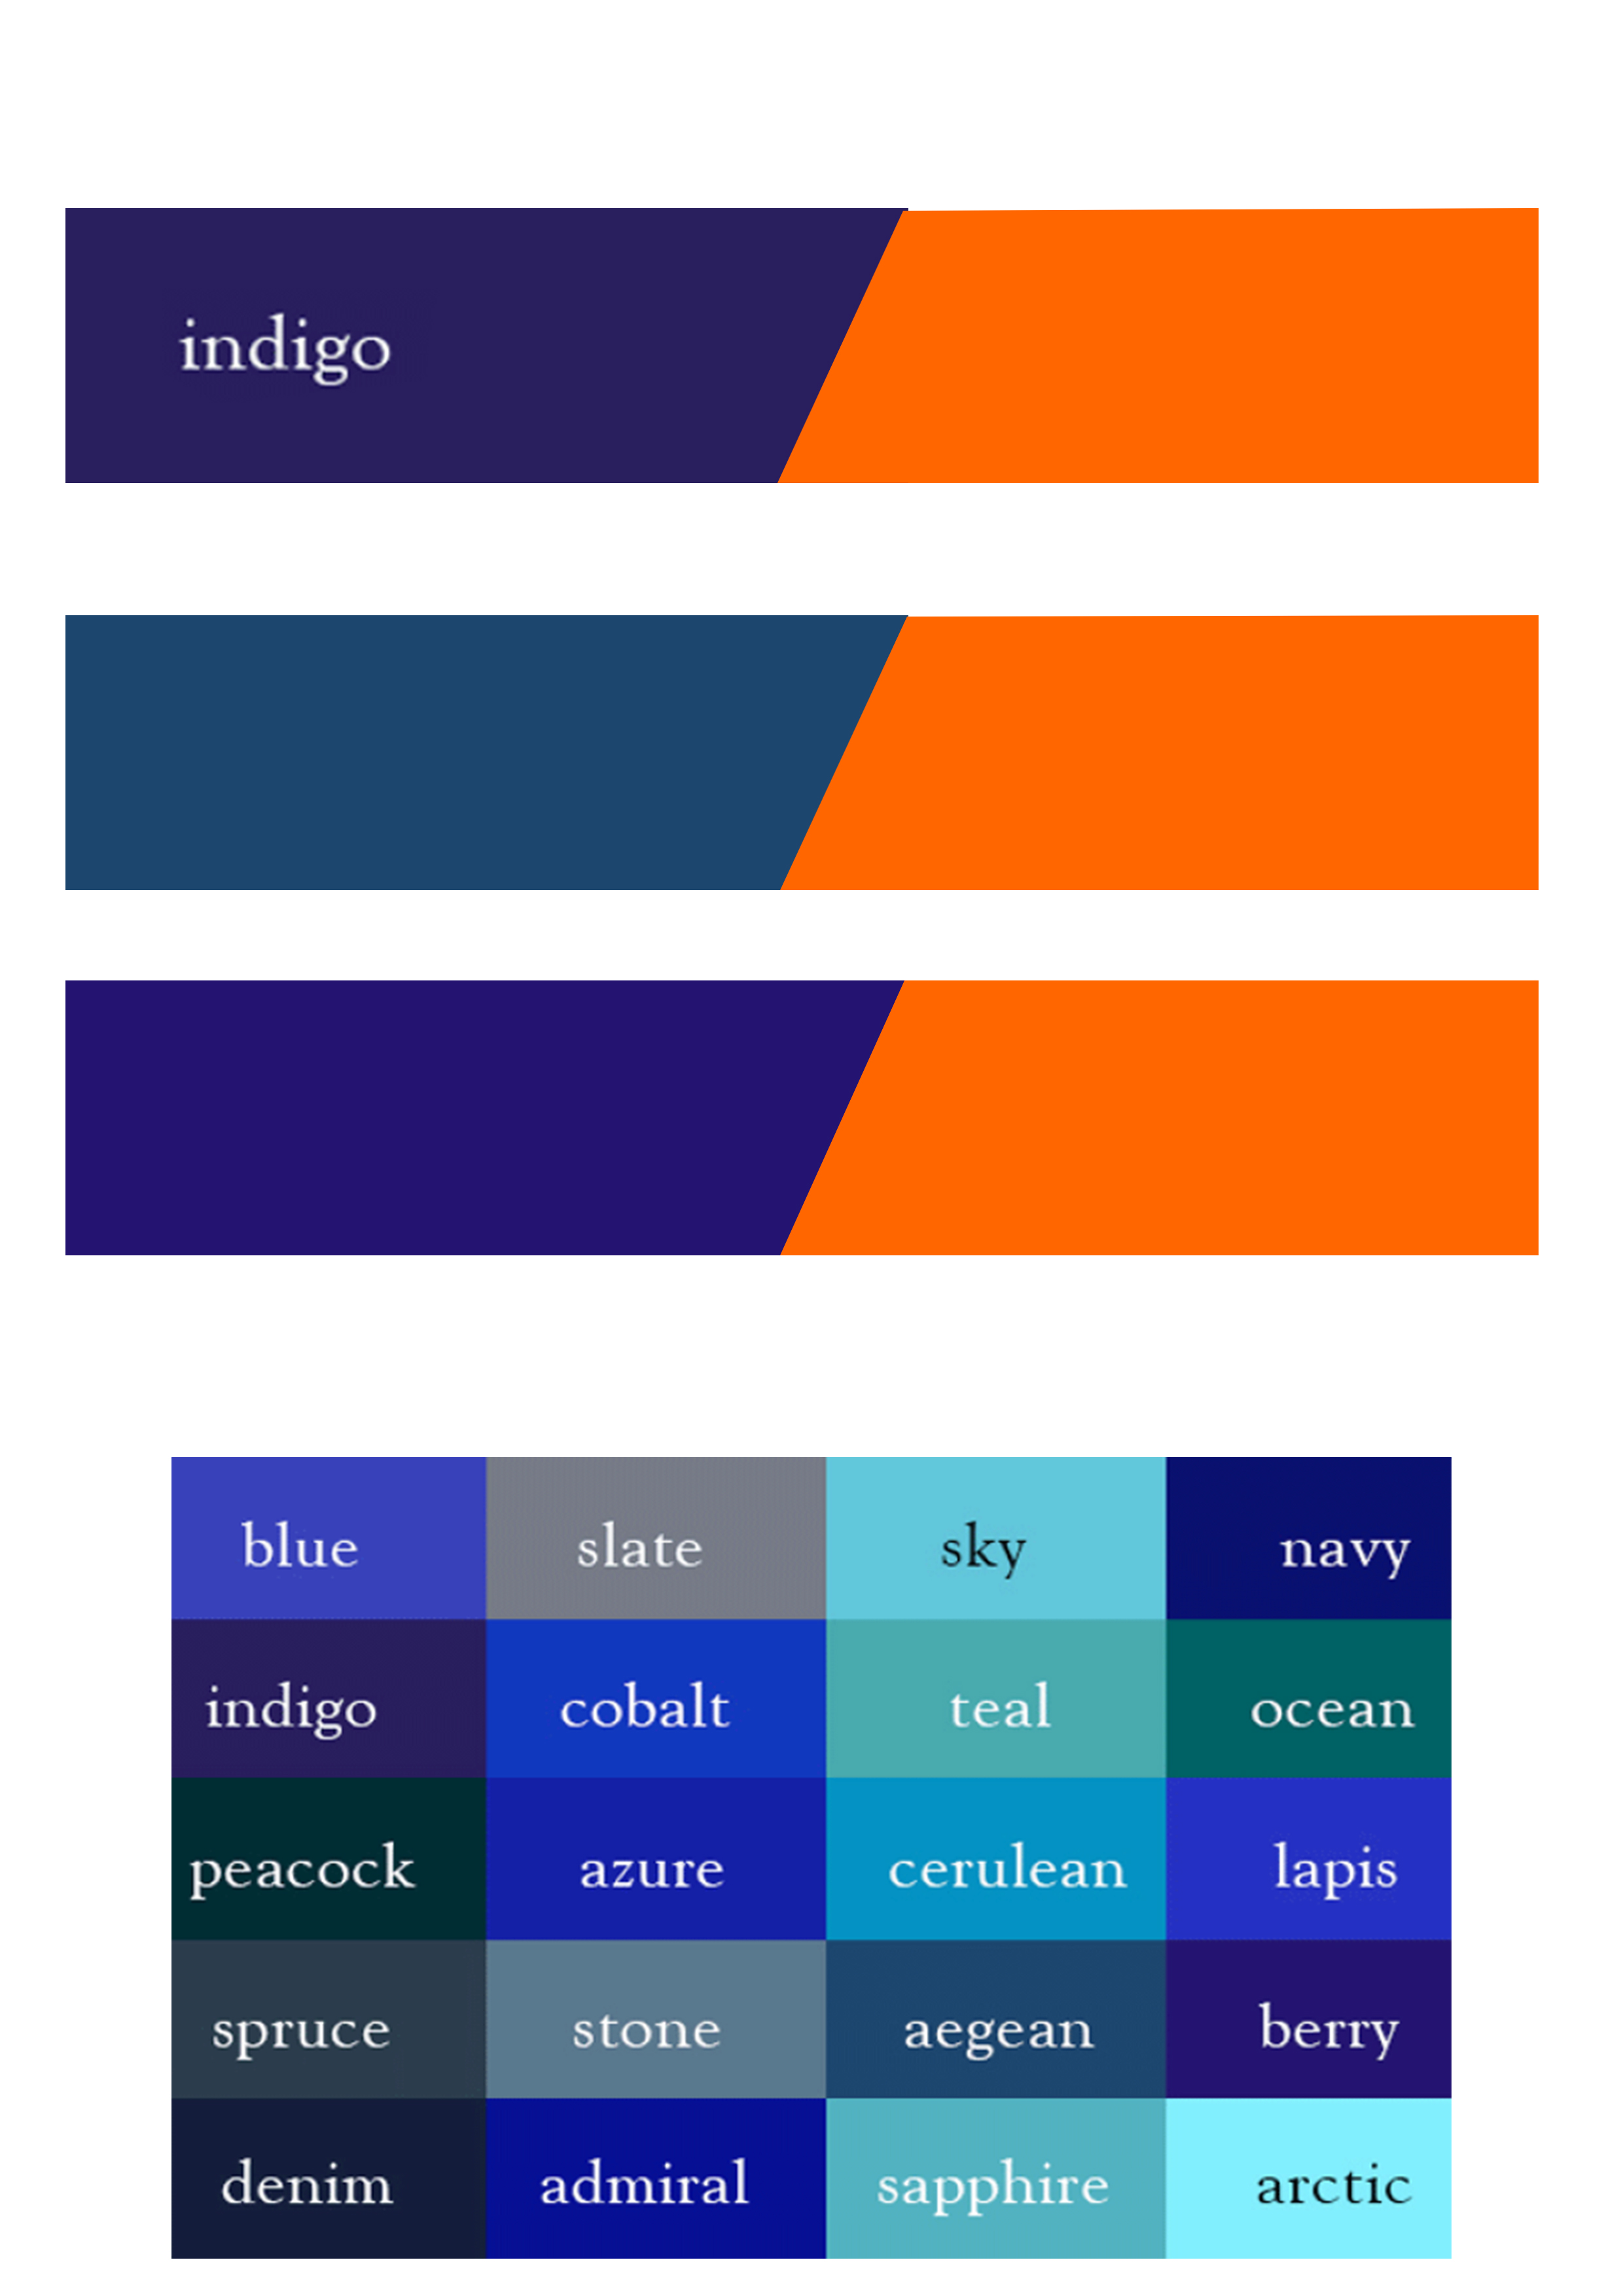 indigo
blue slate sky navy
indigo cobalt teal ocean
peacock azure cerulean lapis
spruce stone aegean berry
denim admiral sapphire arctic